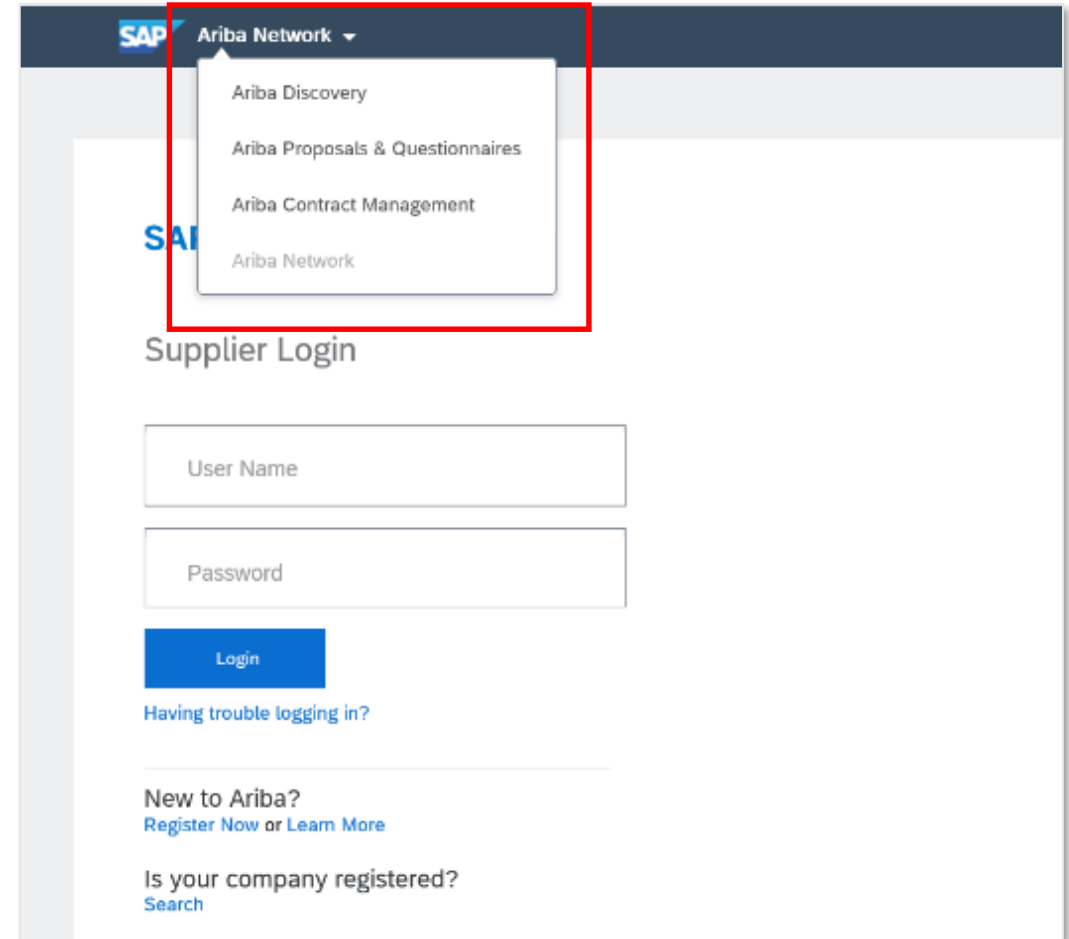 SAP Ariba Network
Ariba Discovery
Ariba Proposals & Questionnaires
Ariba Contract Management
Ariba Network
Supplier Login
User Name
Password
Login
Having trouble logging in?
New to Ariba?
Register Now or Learn More
Is your company registered?
Search